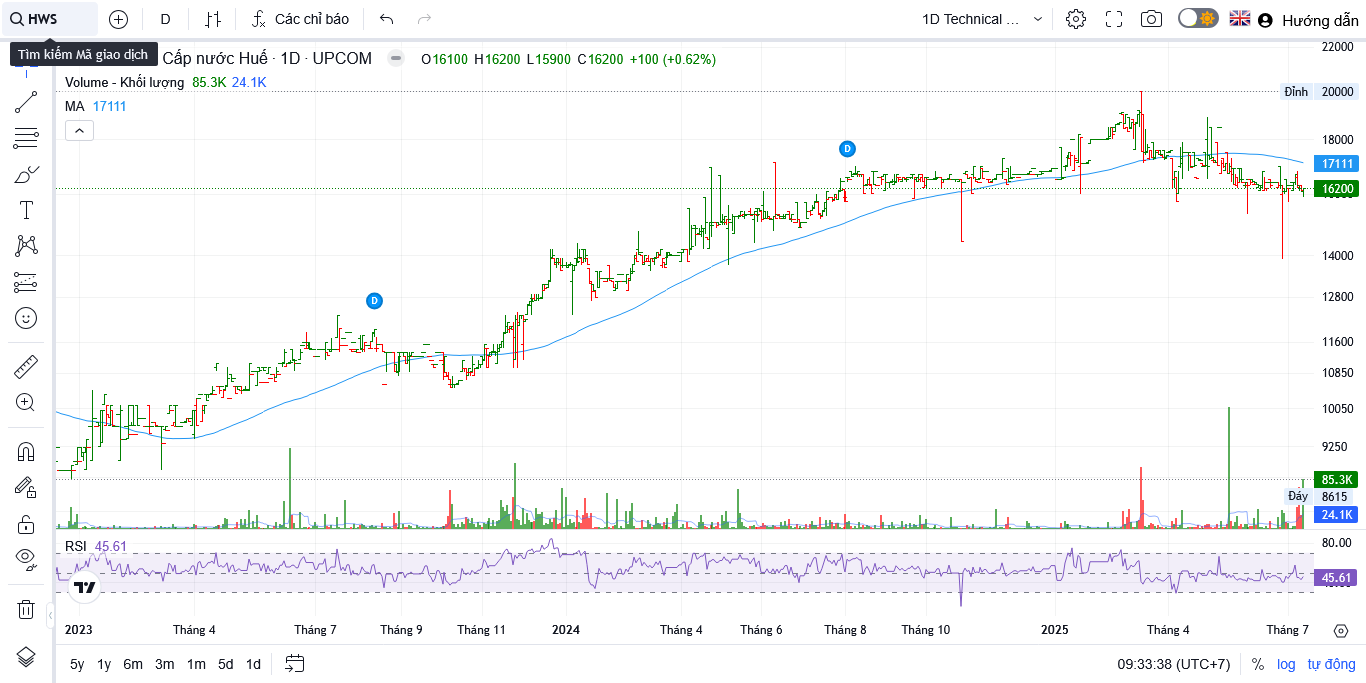 HWS
D
Các chỉ báo
1D Technical ...
Hướng dẫn
Tìm kiếm Mã giao dịch
Cấp nước Huế · 1D · UPCOM
O16100 H16200 L15900 C16200 +100 (+0.62%)
Volume - Khối lượng 85.3K 24.1K
MA 17111
D
D
22000
Đỉnh 20000
18000
17111
16200
14000
12800
11600
10850
10050
9250
85.3K
Đáy 8615
24.1K
RSI 45.61
80.00
45.61
2023 Tháng 4 Tháng 7 Tháng 9 Tháng 11 2024 Tháng 4 Tháng 6 Tháng 8 Tháng 10 2025 Tháng 4 Tháng 7
5y 1y 6m 3m 1m 5d 1d
09:33:38 (UTC+7) % log tự động